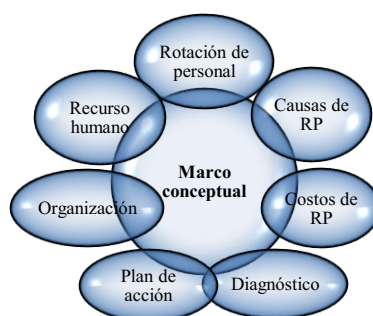 Rotación de
personal
Causas de
RP
Costos de
RP
Diagnóstico
Plan de
acción
Organización
Recurso
humano
Marco
conceptual